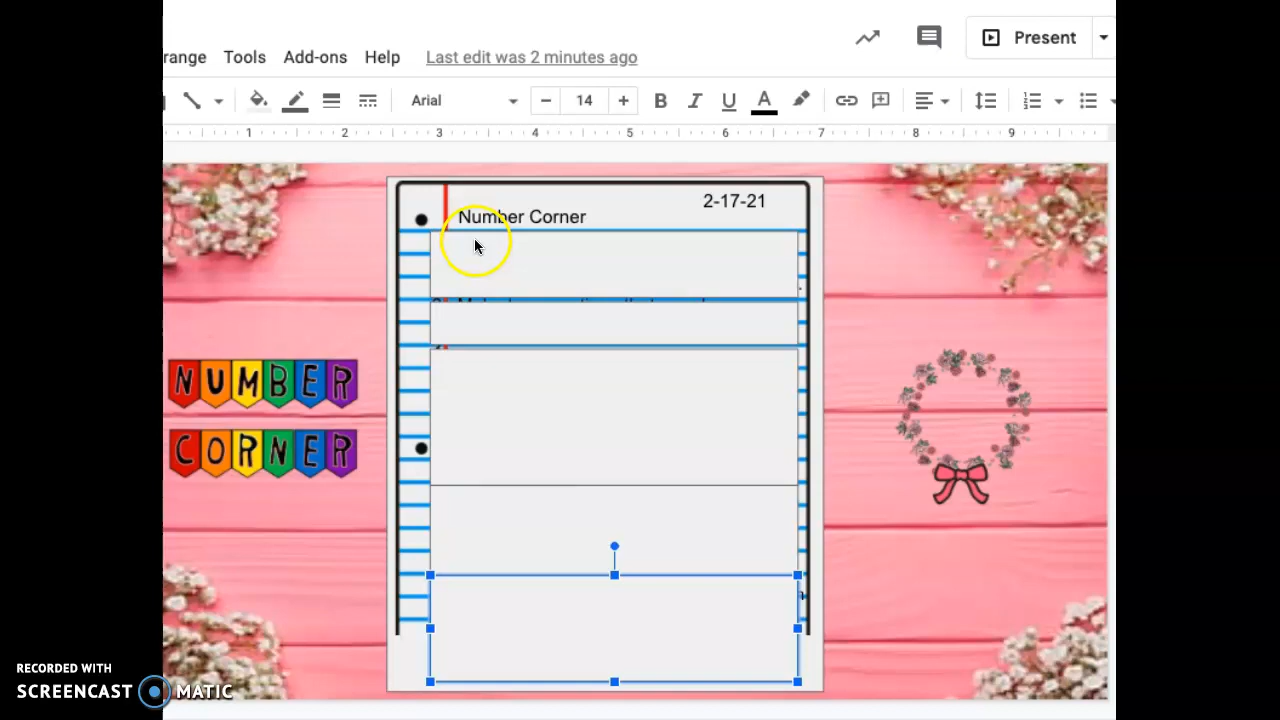 Present
range Tools Add-ons Help Last edit was 2 minutes ago
Arial 14 B I U A
1 2 3 4 5 6 7 8 9
2-17-21
Number Corner
NUMBER
CORNER
RECORDED WITH
SCREENCAST MATIC